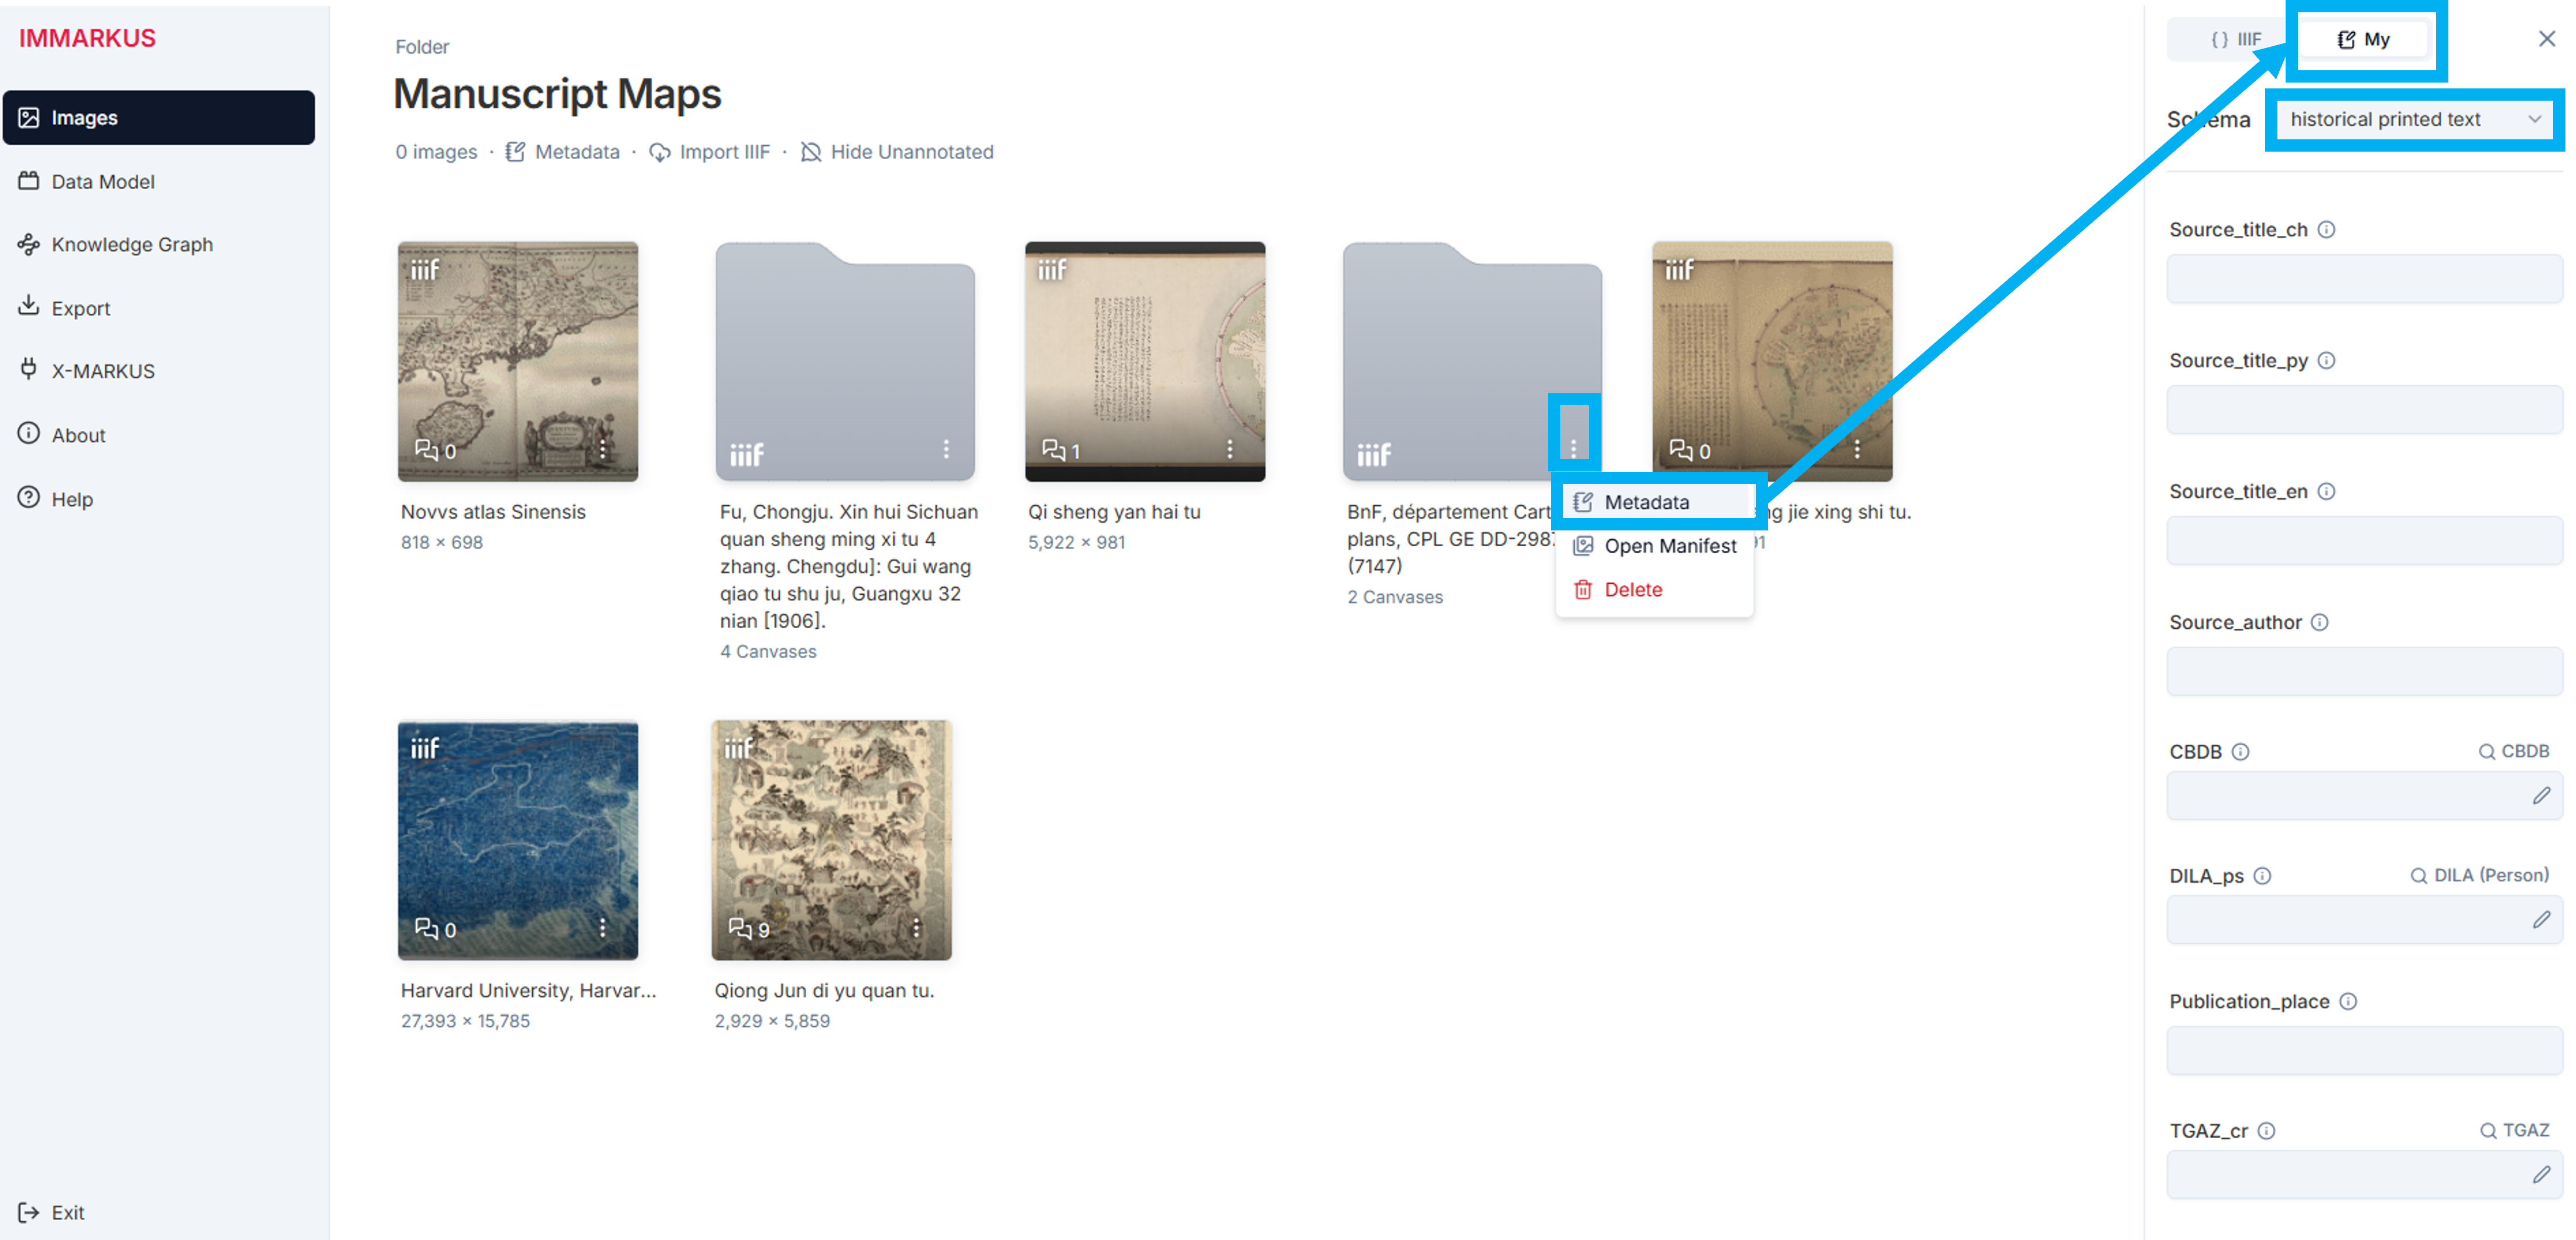 IMMARKUS
Images
Data Model
Knowledge Graph
Export
X-MARKUS
About
Help
Exit
Folder
Manuscript Maps
0 images · Metadata · Import IIIF · Hide Unannotated
iiif
0
Novvs atlas Sinensis
818 × 698
iiif
Fu, Chongju. Xin hui Sichuan
quan sheng ming xi tu 4
zhang. Chengdu]: Gui wang
qiao tu shu ju, Guangxu 32
nian [1906].
4 Canvases
iiif
1
Qi sheng yan hai tu
5,922 × 981
iiif
BnF, département Cart
plans, CPL GE DD-2987
(7147)
2 Canvases
Metadata
Open Manifest
Delete
iiif
0
ng jie xing shi tu.
91
iiif
0
Harvard University, Harvar...
27,393 × 15,785
iiif
9
Qiong Jun di yu quan tu.
2,929 × 5,859
{ } IIIF
My
Schema
historical printed text
Source_title_ch
Source_title_py
Source_title_en
Source_author
CBDB
CBDB
DILA_ps
DILA (Person)
Publication_place
TGAZ_cr
TGAZ